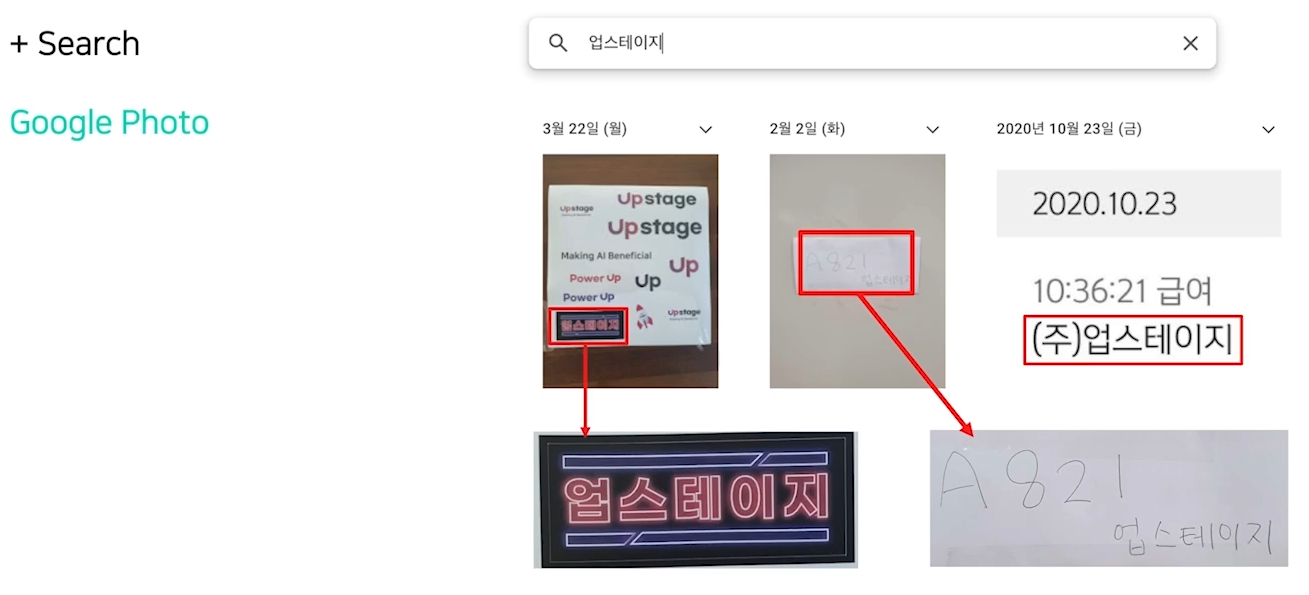 + Search
업스테이지
Google Photo
3월 22일 (월)
2월 2일 (화)
2020년 10월 23일 (금)
Upstage
Upstage
Upstage
Making AI Beneficial
Up
Power Up
Up
Power Up
Upstage
업스테이지
A 821
업스테이지
2020.10.23
10:36:21 급여
(주)업스테이지
업스테이지
A 821
업스테이지